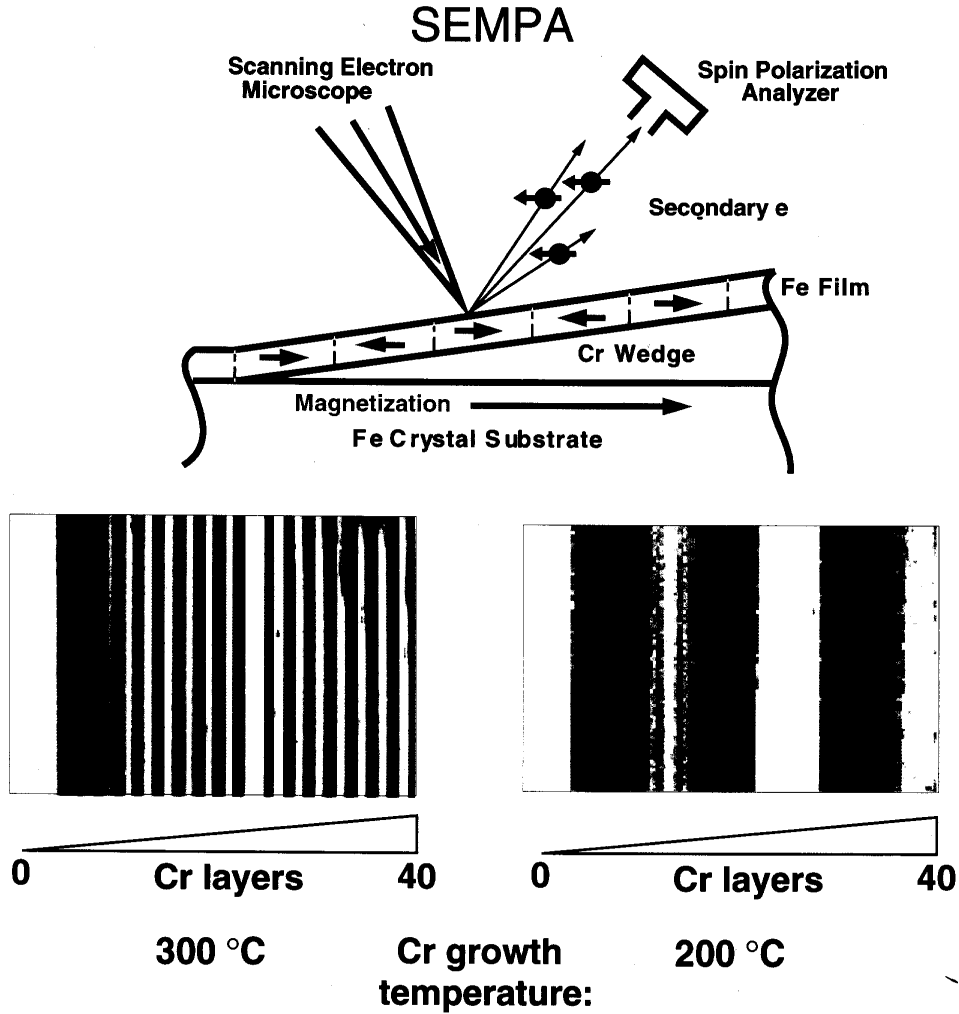 SEMPA
Scanning Electron
Microscope
Spin Polarization
Analyzer
Secondary e
Fe Film
Cr Wedge
Magnetization
Fe Crystal Substrate
0 Cr layers 40
0 Cr layers 40
300 °C Cr growth 200 °C
temperature: